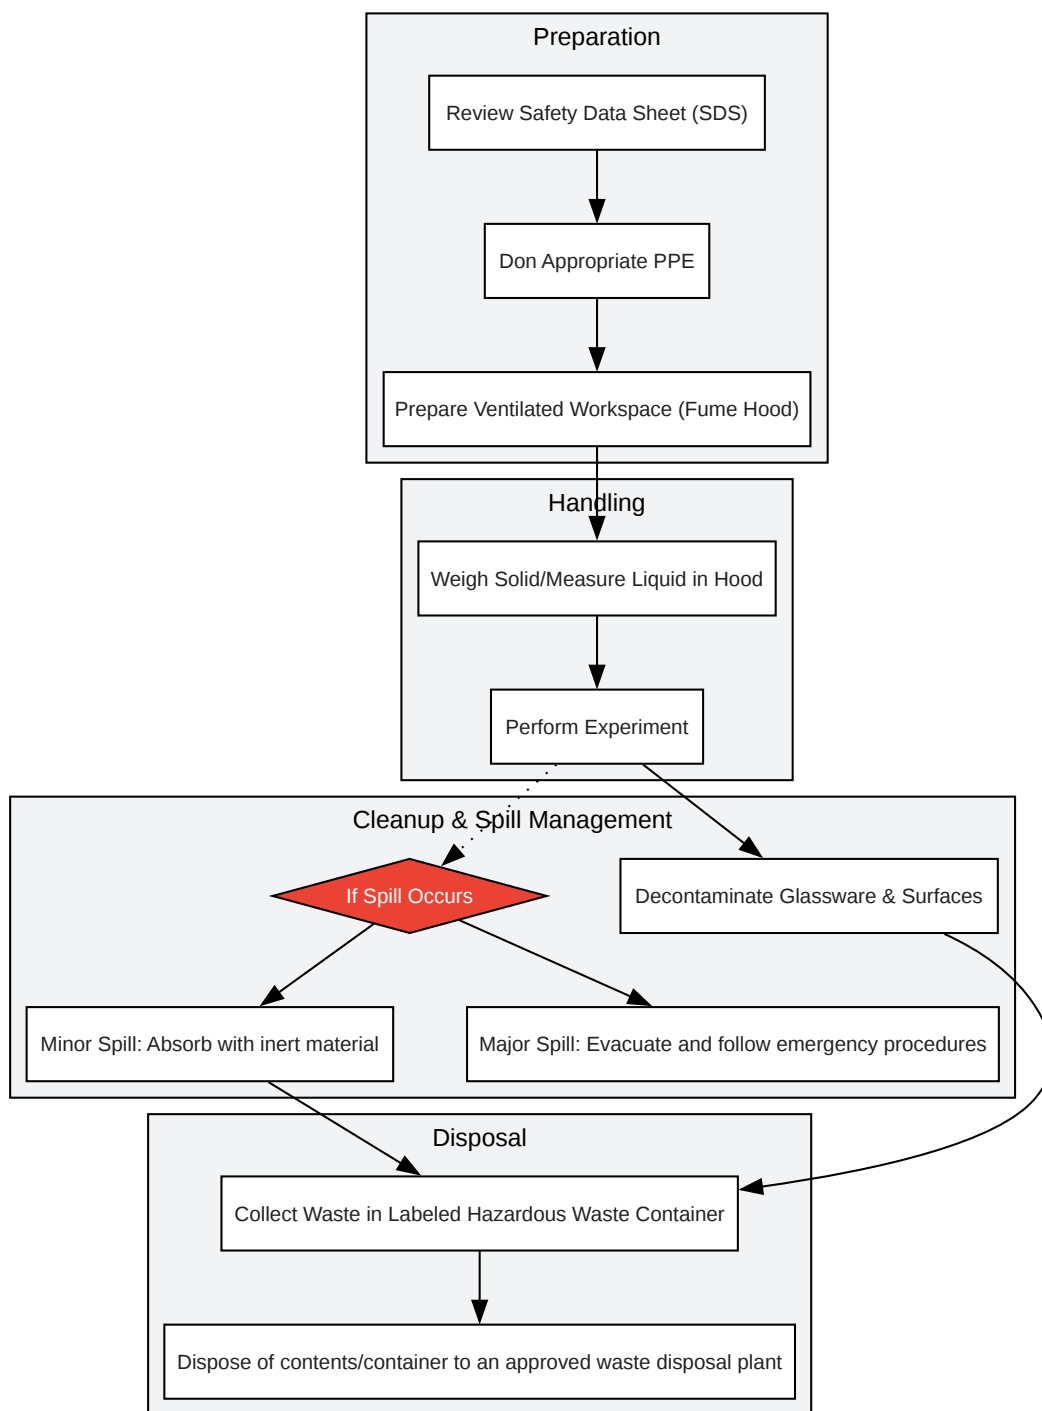 Preparation
Review Safety Data Sheet (SDS)
Don Appropriate PPE
Prepare Ventilated Workspace (Fume Hood)
Handling
Weigh Solid/Measure Liquid in Hood
Perform Experiment
Cleanup & Spill Management
If Spill Occurs
Decontaminate Glassware & Surfaces
Minor Spill: Absorb with inert material
Major Spill: Evacuate and follow emergency procedures
Disposal
Collect Waste in Labeled Hazardous Waste Container
Dispose of contents/container to an approved waste disposal plant